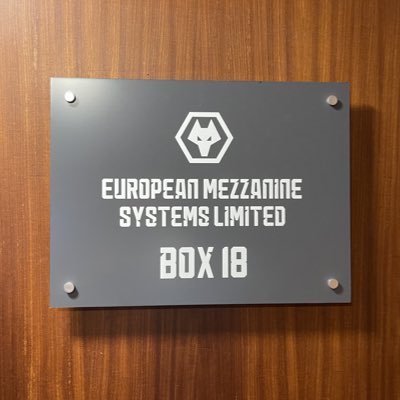 EUROPEAN MEZZANINE
SYSTEMS LIMITED
BOX 18